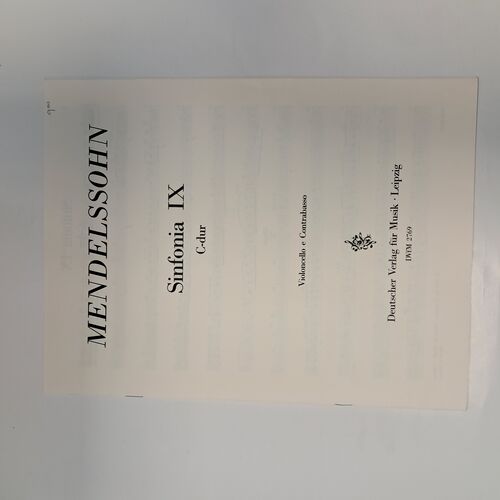 MENDELSSOHN
Sinfonia IX
C-dur
Violoncello e Contrabasso
Deutscher Verlag für Musik · Leipzig
DVfM 2769